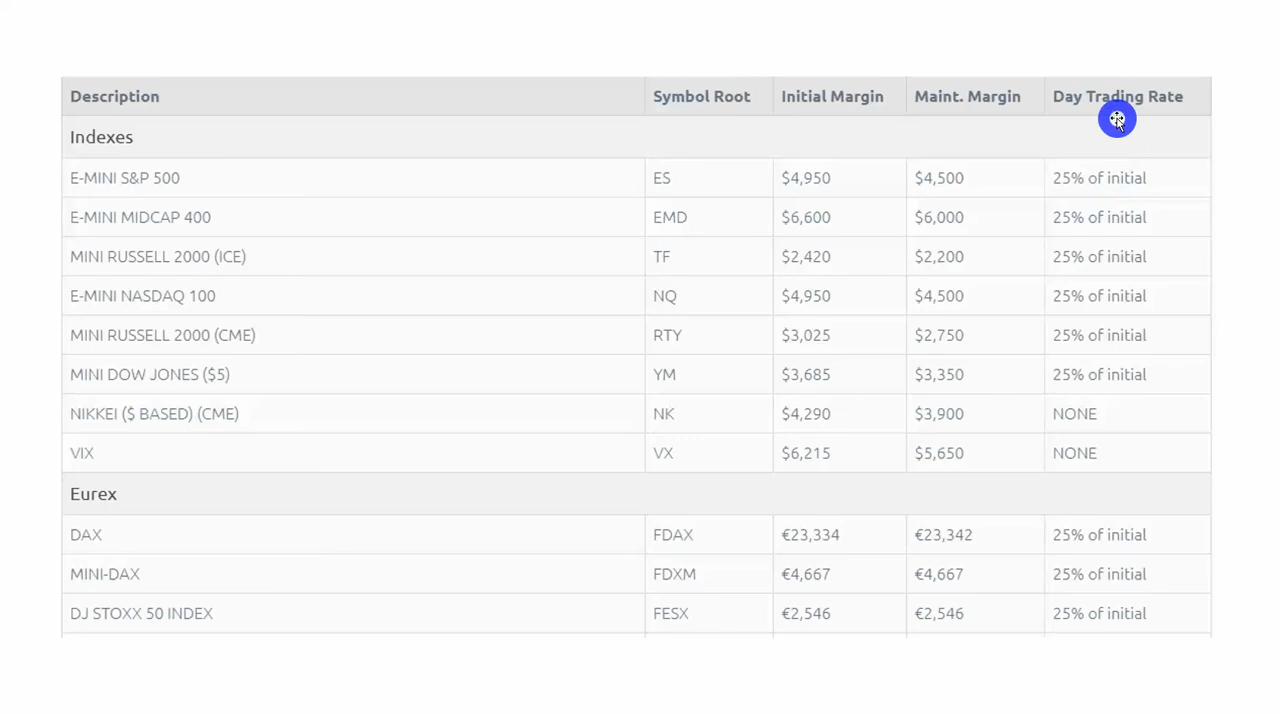 Description Symbol Root Initial Margin Maint. Margin Day Trading Rate
Indexes
E-MINI S&P 500 ES $4,950 $4,500 25% of initial
E-MINI MIDCAP 400 EMD $6,600 $6,000 25% of initial
MINI RUSSELL 2000 (ICE) TF $2,420 $2,200 25% of initial
E-MINI NASDAQ 100 NQ $4,950 $4,500 25% of initial
MINI RUSSELL 2000 (CME) RTY $3,025 $2,750 25% of initial
MINI DOW JONES ($5) YM $3,685 $3,350 25% of initial
NIKKEI ($ BASED) (CME) NK $4,290 $3,900 NONE
VIX VX $6,215 $5,650 NONE
Eurex
DAX FDAX €23,334 €23,342 25% of initial
MINI-DAX FDXM €4,667 €4,667 25% of initial
DJ STOXX 50 INDEX FESX €2,546 €2,546 25% of initial